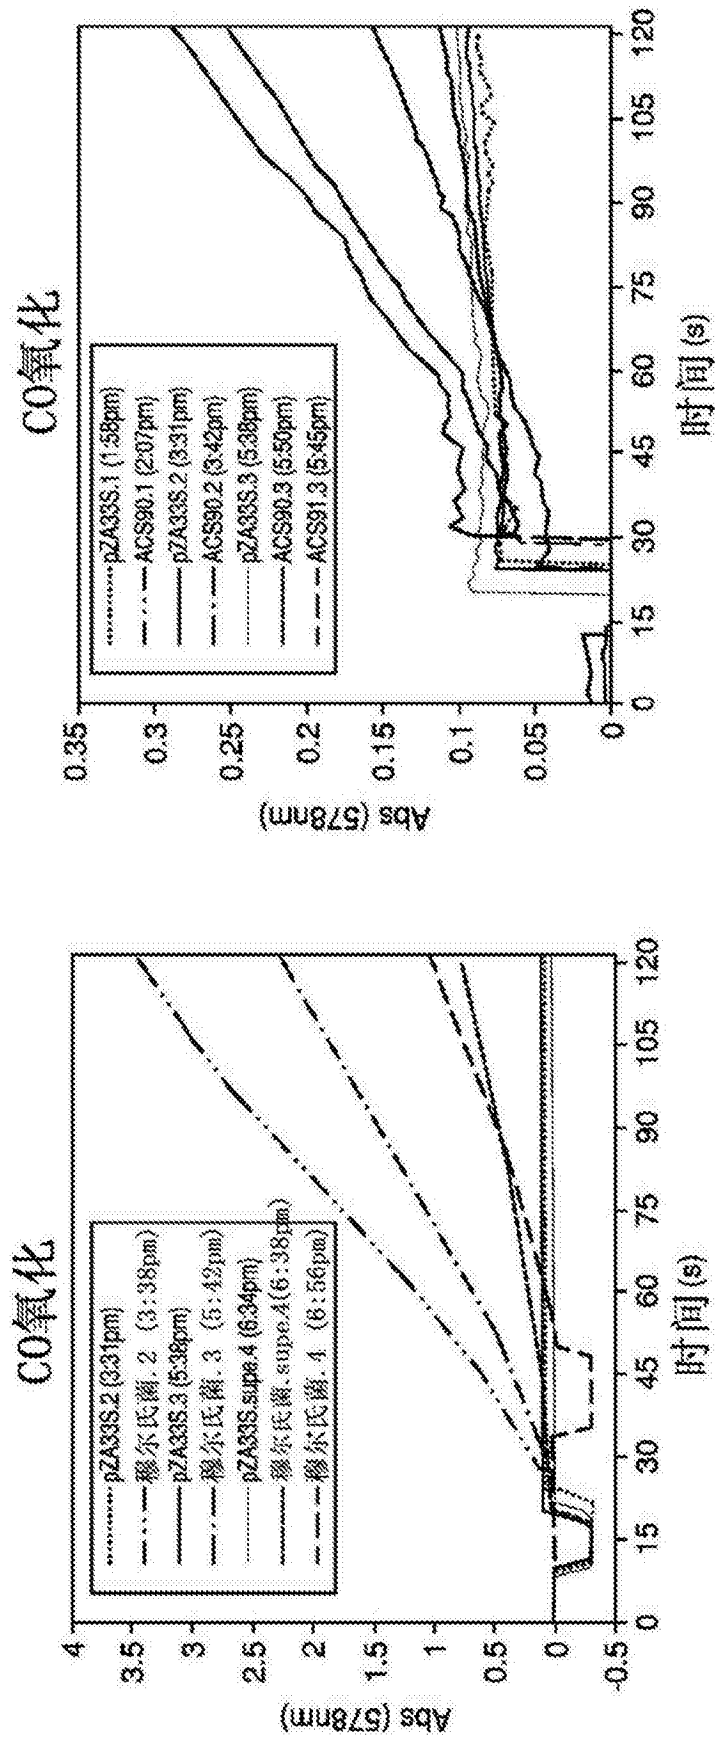 CO氧化
4
3.5
3
2.5
2
1.5
1
0.5
0
-0.5
Abs (578nm)
pZA33S.2 (3:31pm)
穆尔氏菌.2 (3:38pm)
pZA33S.3 (5:38pm)
穆尔氏菌.3 (5:42pm)
pZA33S.supe.4 (6:34pm)
穆尔氏菌.supe.4(6:38pm)
穆尔氏菌.4 (6:56pm)
0 15 30 45 60 75 90 105 120
时间(s)
CO氧化
0.35
0.3
0.25
0.2
0.15
0.1
0.05
0
Abs (578nm)
pZA33S.1 (1:58pm)
ACS90.1 (2:07pm)
pZA33S.2 (3:31pm)
ACS90.2 (3:42pm)
pZA33S.3 (5:38pm)
ACS90.3 (5:50pm)
ACS91.3 (5:45pm)
0 15 30 45 60 75 90 105 120
时间(s)